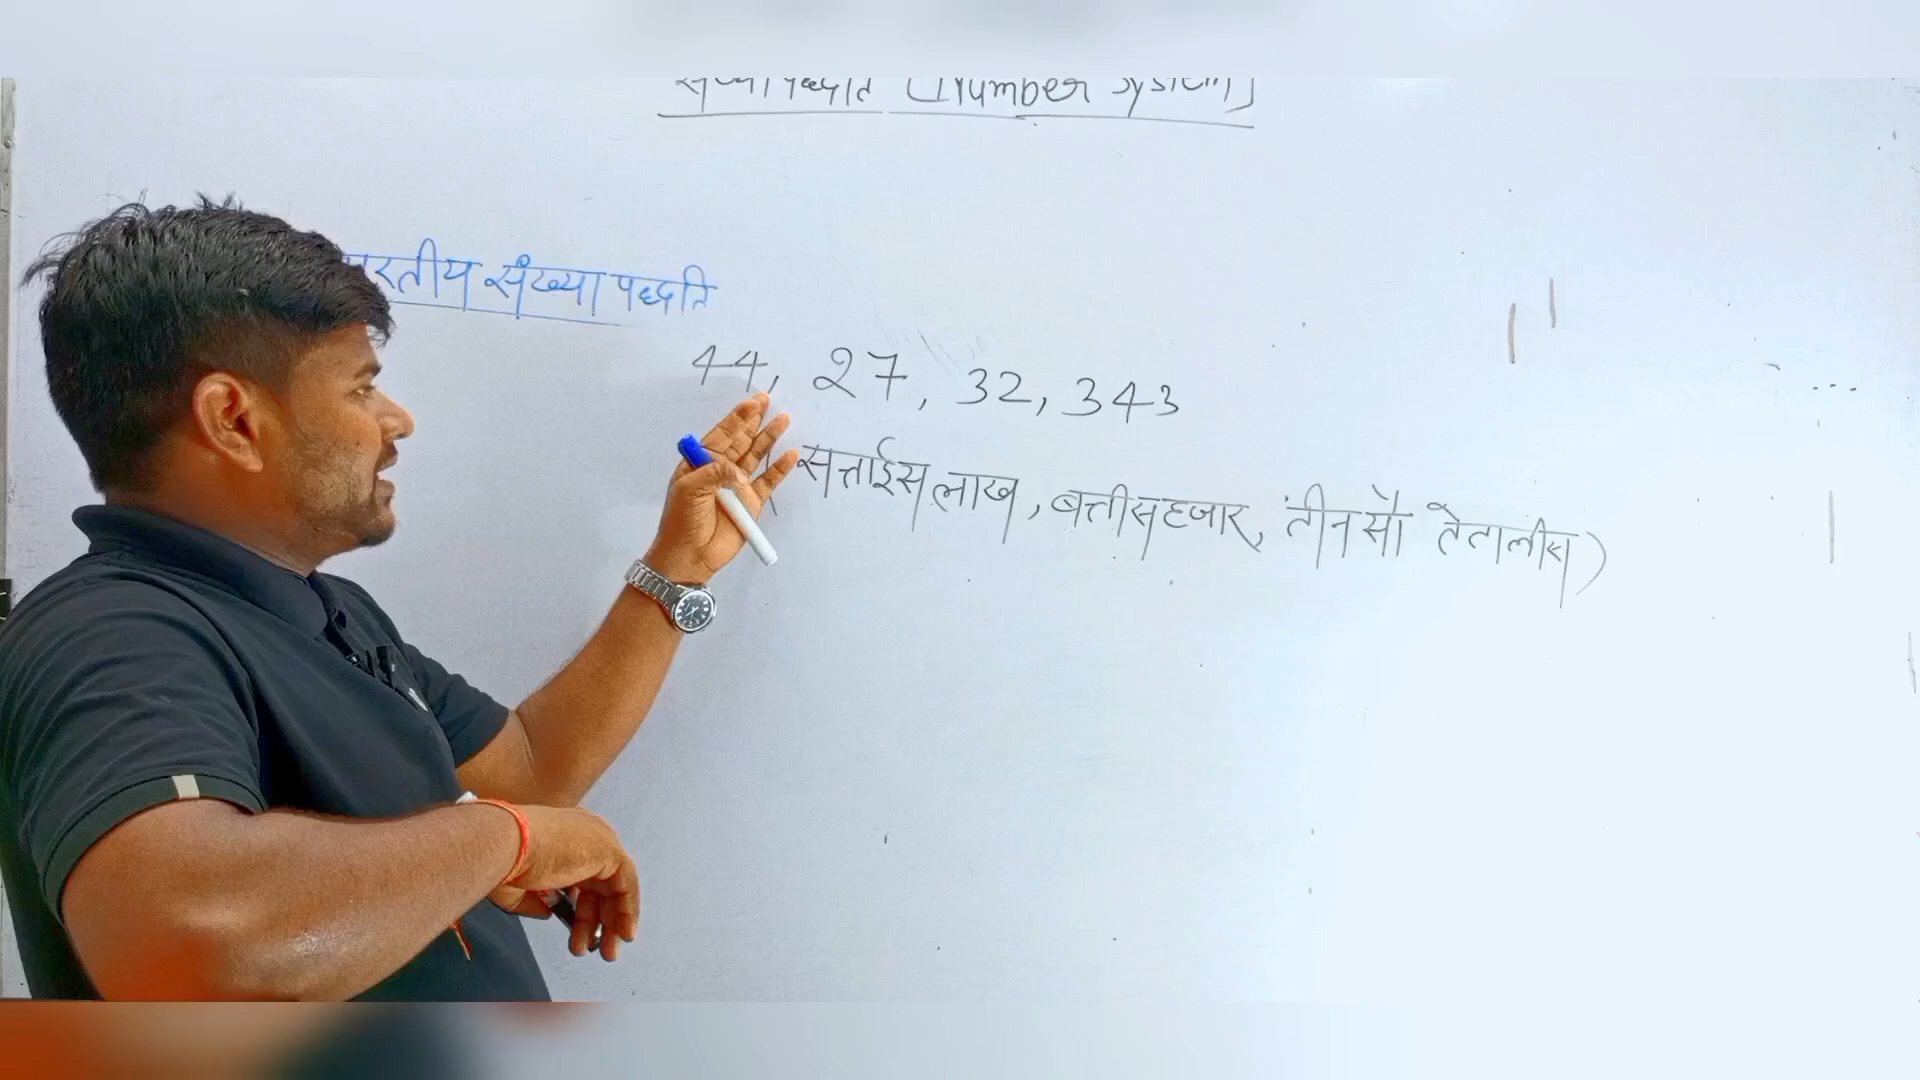 संख्या पद्धति (Number System)
भारतीय संख्या पद्धति
44, 27, 32, 343
(सत्ताईस लाख, बत्तीस हजार, तीन सौ तेतालीस)